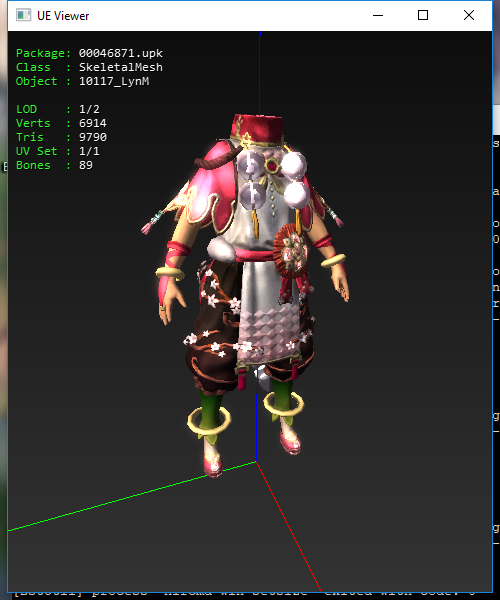 UE Viewer
Package: 00046871.upk
Class  : SkeletalMesh
Object : 10117_LynM
LOD    : 1/2
Verts  : 6914
Tris   : 9790
UV Set : 1/1
Bones  : 89